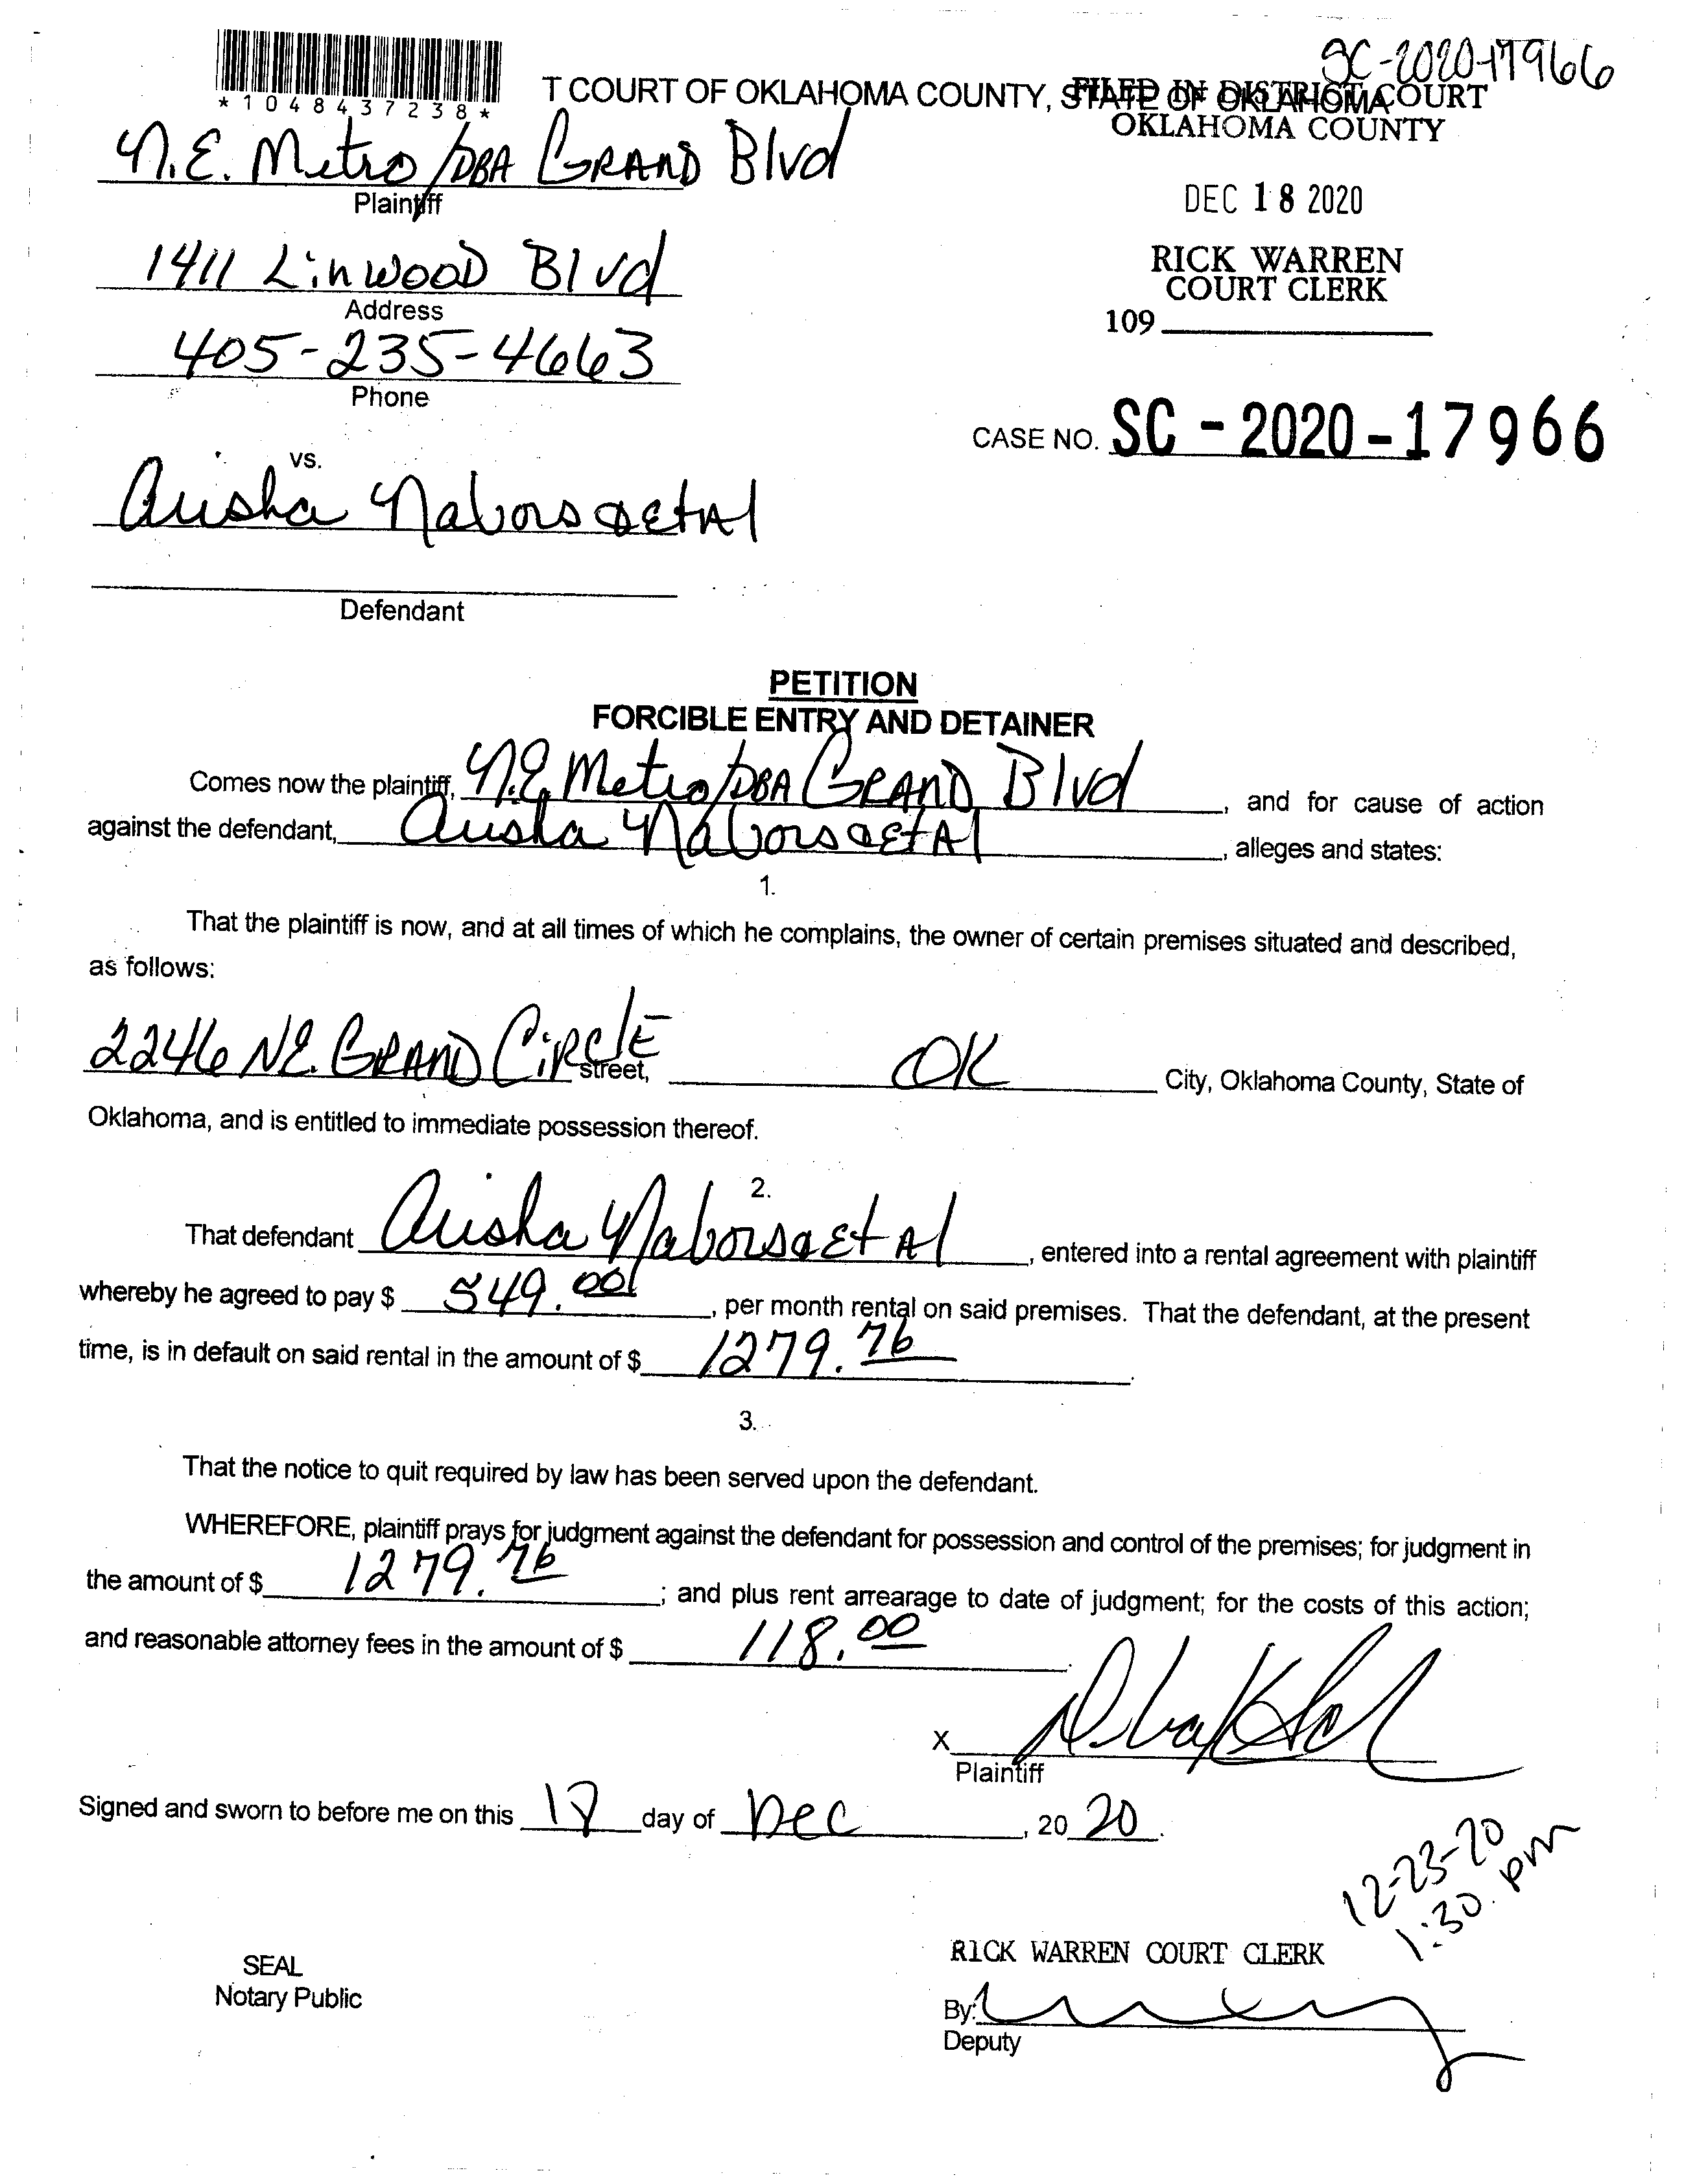 SC-2020-17966
*1048437238*
T COURT OF OKLAHOMA COUNTY, STATE OF OKLAHOMA
FILED IN DISTRICT COURT
OKLAHOMA COUNTY
N.E. Metro/DBA GRAND Blvd
Plaintiff
DEC 18 2020
1411 LinwOOD Blvd
Address
RICK WARREN
COURT CLERK
109
405-235-4663
Phone
CASE NO. SC-2020-17966
vs.
Aisha Nabors et Al
Defendant
PETITION
FORCIBLE ENTRY AND DETAINER
Comes now the plaintiff, N.E. Metro/DBA GRAND Blvd, and for cause of action
against the defendant, Aisha Nabors et Al, alleges and states:
1.
That the plaintiff is now, and at all times of which he complains, the owner of certain premises situated and described,
as follows:
2246 NE. GRAND CiRclE street, OK City, Oklahoma County, State of
Oklahoma, and is entitled to immediate possession thereof.
2.
That defendant Aisha Nabors et Al, entered into a rental agreement with plaintiff
whereby he agreed to pay $ 549.00, per month rental on said premises. That the defendant, at the present
time, is in default on said rental in the amount of $ 1279.76.
3.
That the notice to quit required by law has been served upon the defendant.
WHEREFORE, plaintiff prays for judgment against the defendant for possession and control of the premises; for judgment in
the amount of $ 1279.76; and plus rent arrearage to date of judgment; for the costs of this action;
and reasonable attorney fees in the amount of $ 118.00.
X
Plaintiff
Signed and sworn to before me on this 18 day of Dec, 20 20.
12-23-20
1:30 pm
RICK WARREN COURT CLERK
SEAL
Notary Public
By:
Deputy